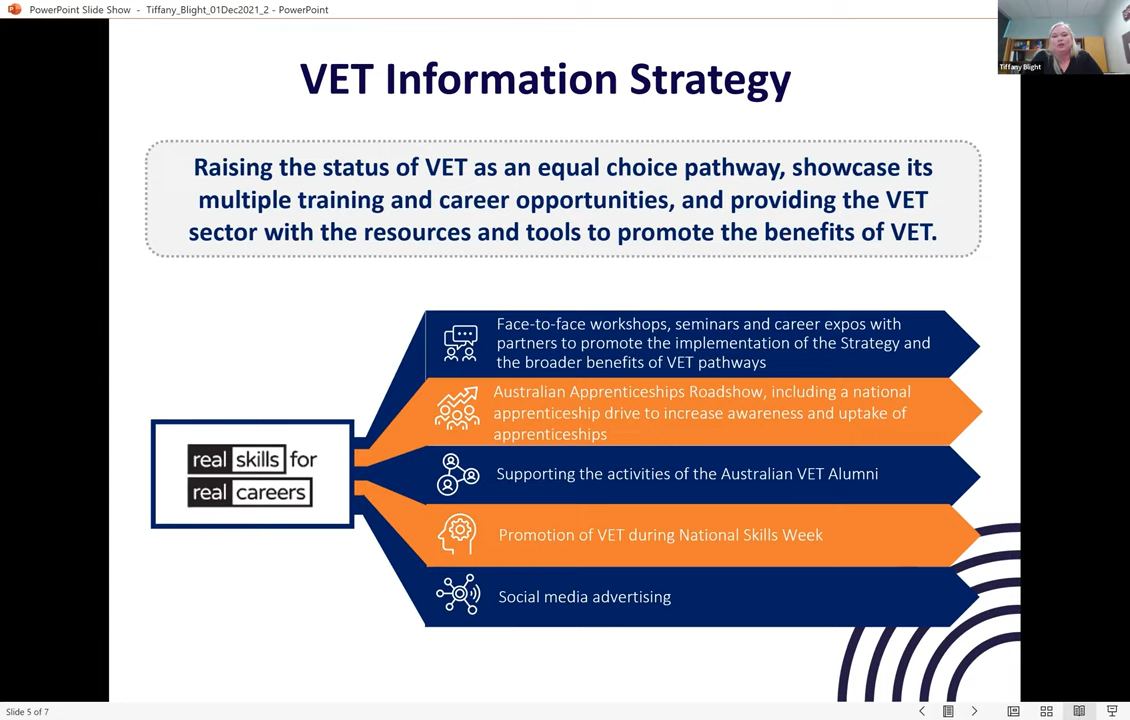 PowerPoint Slide Show - Tiffany_Blight_01Dec2021_2 - PowerPoint
Tiffany Blight
VET Information Strategy
Raising the status of VET as an equal choice pathway, showcase its
multiple training and career opportunities, and providing the VET
sector with the resources and tools to promote the benefits of VET.
Face-to-face workshops, seminars and career expos with
partners to promote the implementation of the Strategy and
the broader benefits of VET pathways
Australian Apprenticeships Roadshow, including a national
apprenticeship drive to increase awareness and uptake of
apprenticeships
real skills for
real careers
Supporting the activities of the Australian VET Alumni
Promotion of VET during National Skills Week
Social media advertising
Slide 5 of 7